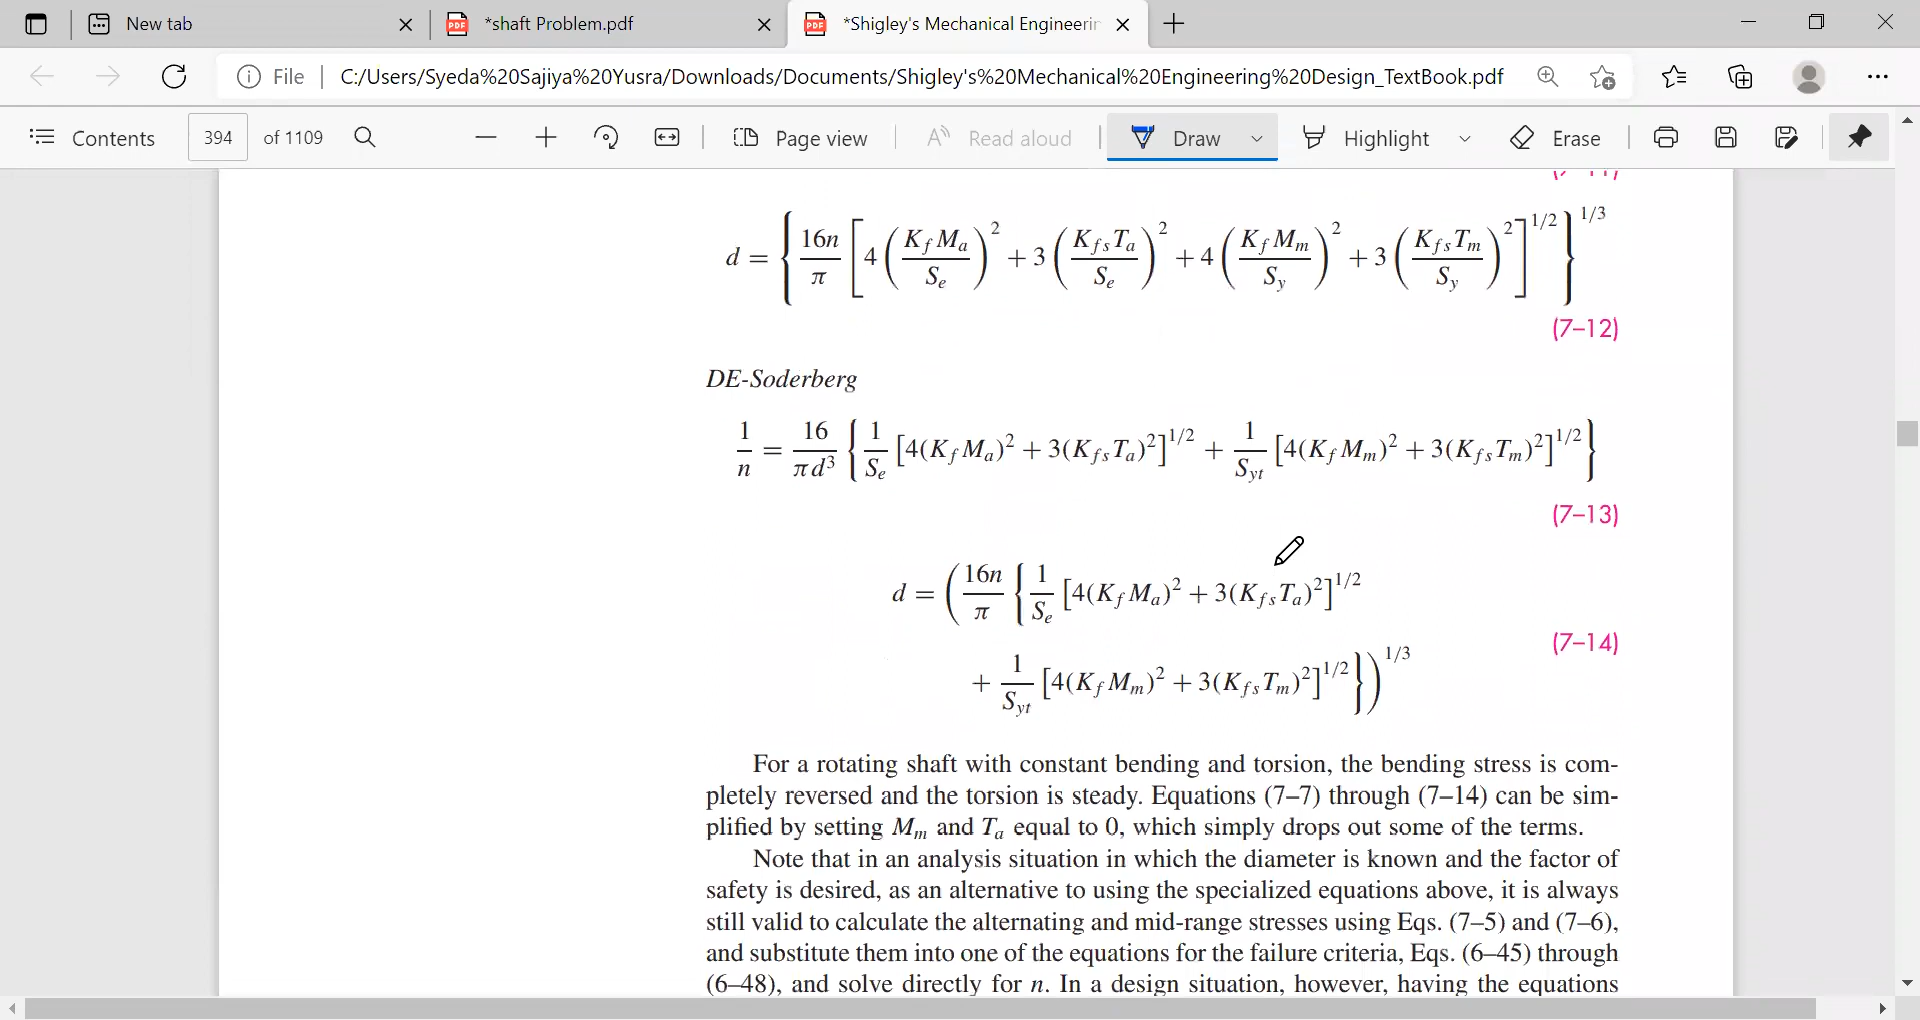 New tab
*shaft Problem.pdf
*Shigley's Mechanical Engineerin
File
C:/Users/Syeda%20Sajiya%20Yusra/Downloads/Documents/Shigley's%20Mechanical%20Engineering%20Design_TextBook.pdf
Contents
394 of 1109
Page view
Read aloud
Draw
Highlight
Erase
d = { 16n/π [ 4 ( K_f M_a / S_e )^2 + 3 ( K_fs T_a / S_e )^2 + 4 ( K_f M_m / S_y )^2 + 3 ( K_fs T_m / S_y )^2 ]^1/2 }^1/3
(7–12)
DE-Soderberg
1/n = 16/πd^3 { 1/S_e [4(K_f M_a)^2 + 3(K_fs T_a)^2]^1/2 + 1/S_yt [4(K_f M_m)^2 + 3(K_fs T_m)^2]^1/2 }
(7–13)
d = ( 16n/π { 1/S_e [4(K_f M_a)^2 + 3(K_fs T_a)^2]^1/2
(7–14)
+ 1/S_yt [4(K_f M_m)^2 + 3(K_fs T_m)^2]^1/2 } )^1/3
For a rotating shaft with constant bending and torsion, the bending stress is com-
pletely reversed and the torsion is steady. Equations (7–7) through (7–14) can be sim-
plified by setting M_m and T_a equal to 0, which simply drops out some of the terms.
Note that in an analysis situation in which the diameter is known and the factor of
safety is desired, as an alternative to using the specialized equations above, it is always
still valid to calculate the alternating and mid-range stresses using Eqs. (7–5) and (7–6),
and substitute them into one of the equations for the failure criteria, Eqs. (6–45) through
(6–48), and solve directly for n. In a design situation, however, having the equations